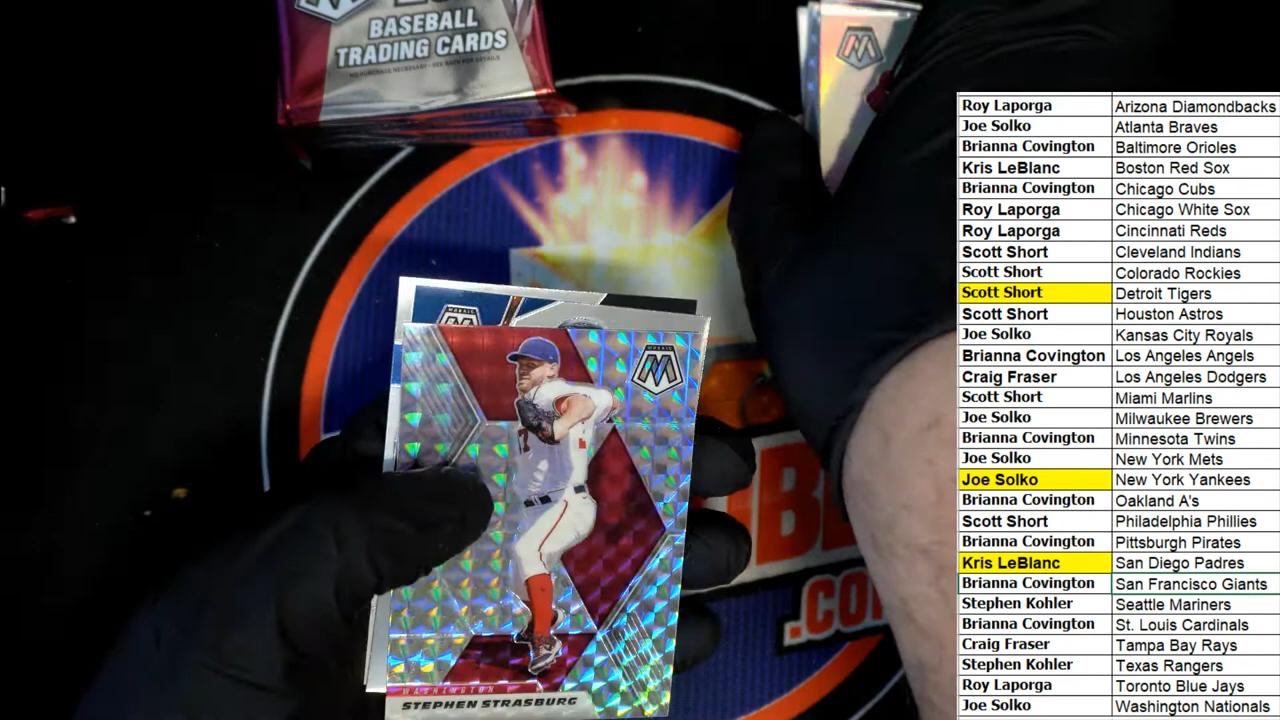 BASEBALL
TRADING CARDS
NO PURCHASE NECESSARY - SEE BACK FOR DETAILS
MOSAIC
MOSAIC
WASHINGTON
STEPHEN STRASBURG
.CO
Roy Laporga Arizona Diamondbacks
Joe Solko Atlanta Braves
Brianna Covington Baltimore Orioles
Kris LeBlanc Boston Red Sox
Brianna Covington Chicago Cubs
Roy Laporga Chicago White Sox
Roy Laporga Cincinnati Reds
Scott Short Cleveland Indians
Scott Short Colorado Rockies
Scott Short Detroit Tigers
Scott Short Houston Astros
Joe Solko Kansas City Royals
Brianna Covington Los Angeles Angels
Craig Fraser Los Angeles Dodgers
Scott Short Miami Marlins
Joe Solko Milwaukee Brewers
Brianna Covington Minnesota Twins
Joe Solko New York Mets
Joe Solko New York Yankees
Brianna Covington Oakland A's
Scott Short Philadelphia Phillies
Brianna Covington Pittsburgh Pirates
Kris LeBlanc San Diego Padres
Brianna Covington San Francisco Giants
Stephen Kohler Seattle Mariners
Brianna Covington St. Louis Cardinals
Craig Fraser Tampa Bay Rays
Stephen Kohler Texas Rangers
Roy Laporga Toronto Blue Jays
Joe Solko Washington Nationals